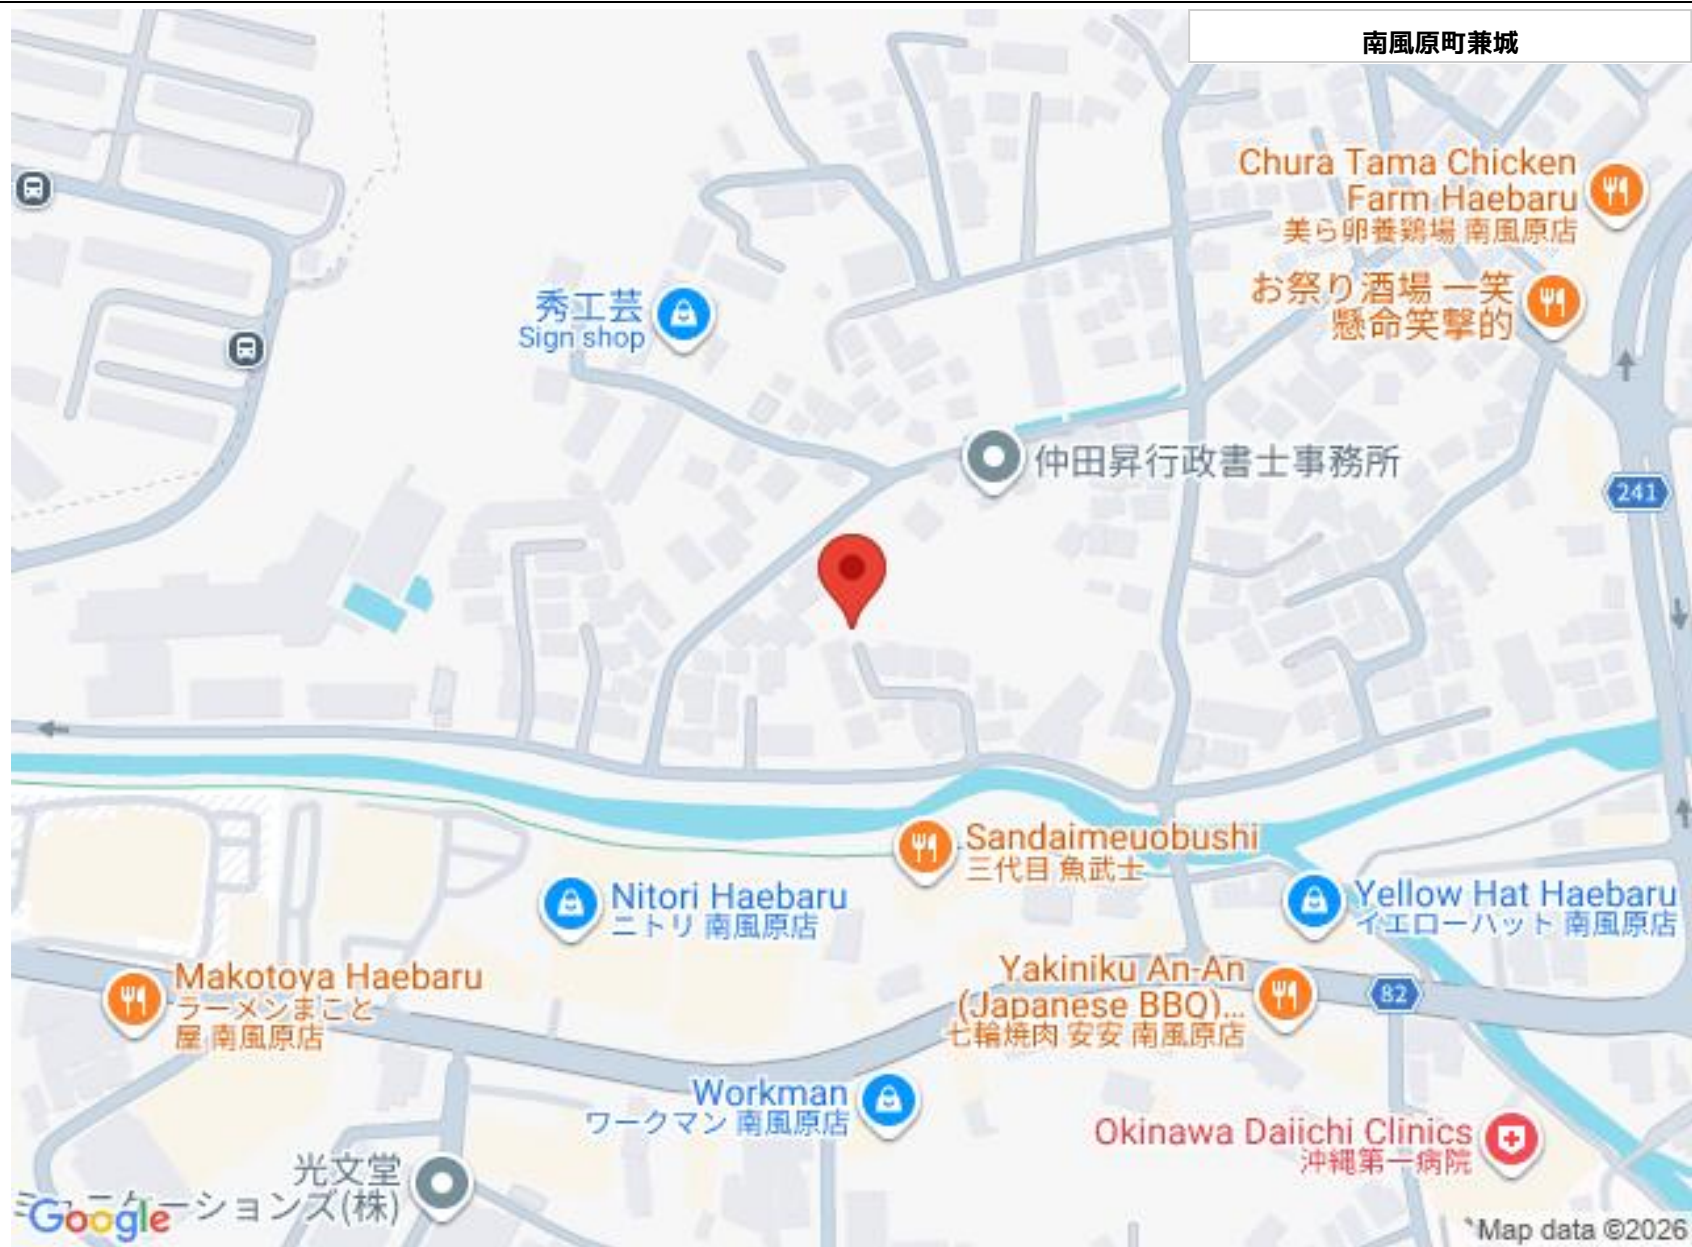 南風原町兼城
Chura Tama Chicken
Farm Haebaru
美ら卵養鶏場 南風原店
お祭り酒場 一笑
懸命笑撃的
秀工芸
Sign shop
仲田昇行政書士事務所
241
Sandaimeuobushi
三代目 魚武士
Nitori Haebaru
ニトリ 南風原店
Yellow Hat Haebaru
イエローハット 南風原店
Makotoya Haebaru
ラーメンまこと
屋 南風原店
Yakiniku An-An
(Japanese BBQ)...
七輪焼肉 安安 南風原店
82
Workman
ワークマン 南風原店
Okinawa Daiichi Clinics
沖縄第一病院
光文堂
ミュニケーションズ(株)
Google
Map data ©2026